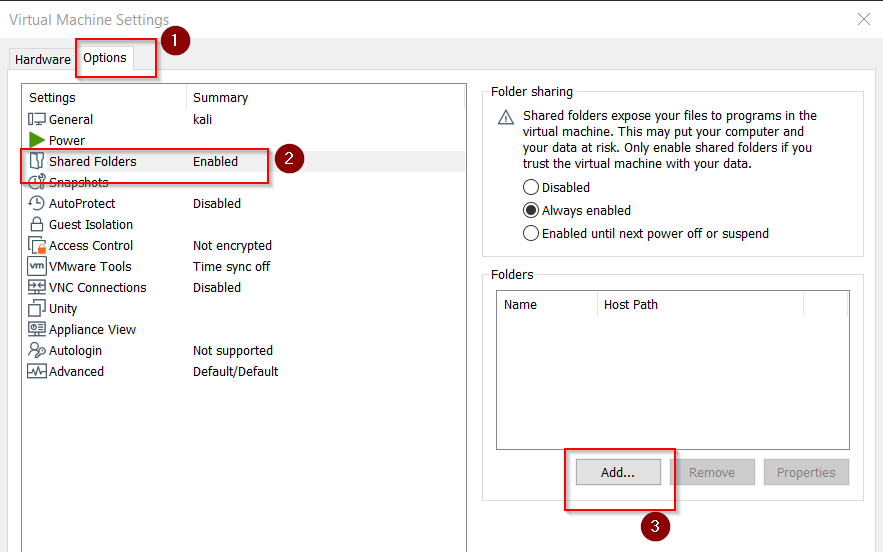 Virtual Machine Settings
1
Hardware Options
Settings Summary
General kali
Power
Shared Folders Enabled
2
Snapshots
AutoProtect Disabled
Guest Isolation
Access Control Not encrypted
vm VMware Tools Time sync off
VNC Connections Disabled
Unity
Appliance View
Autologin Not supported
Advanced Default/Default
Folder sharing
Shared folders expose your files to programs in the
virtual machine. This may put your computer and
your data at risk. Only enable shared folders if you
trust the virtual machine with your data.
Disabled
Always enabled
Enabled until next power off or suspend
Folders
Name Host Path
Add... Remove Properties
3